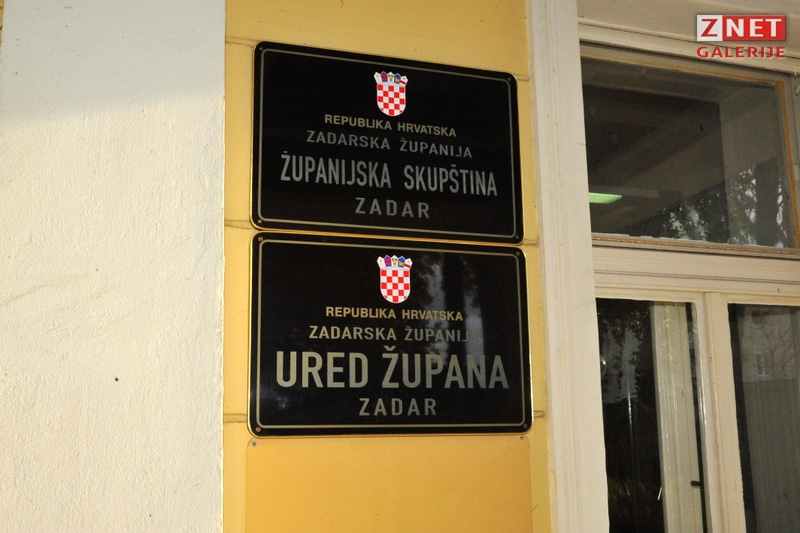 ZNET
GALERIJE
REPUBLIKA HRVATSKA
ZADARSKA ŽUPANIJA
ŽUPANIJSKA SKUPŠTINA
ZADAR
REPUBLIKA HRVATSKA
ZADARSKA ŽUPANIJA
URED ŽUPANA
ZADAR